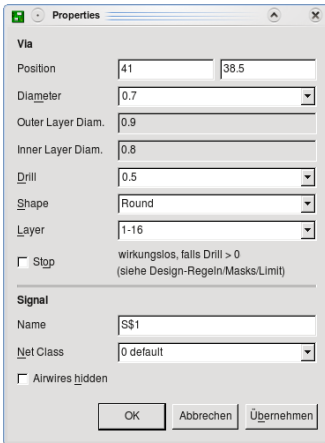 Properties
Via
Position 41 38.5
Diameter 0.7
Outer Layer Diam. 0.9
Inner Layer Diam. 0.8
Drill 0.5
Shape Round
Layer 1-16
Stop wirkungslos, falls Drill > 0
(siehe Design-Regeln/Masks/Limit)
Signal
Name S$1
Net Class 0 default
Airwires hidden
OK Abbrechen Übernehmen